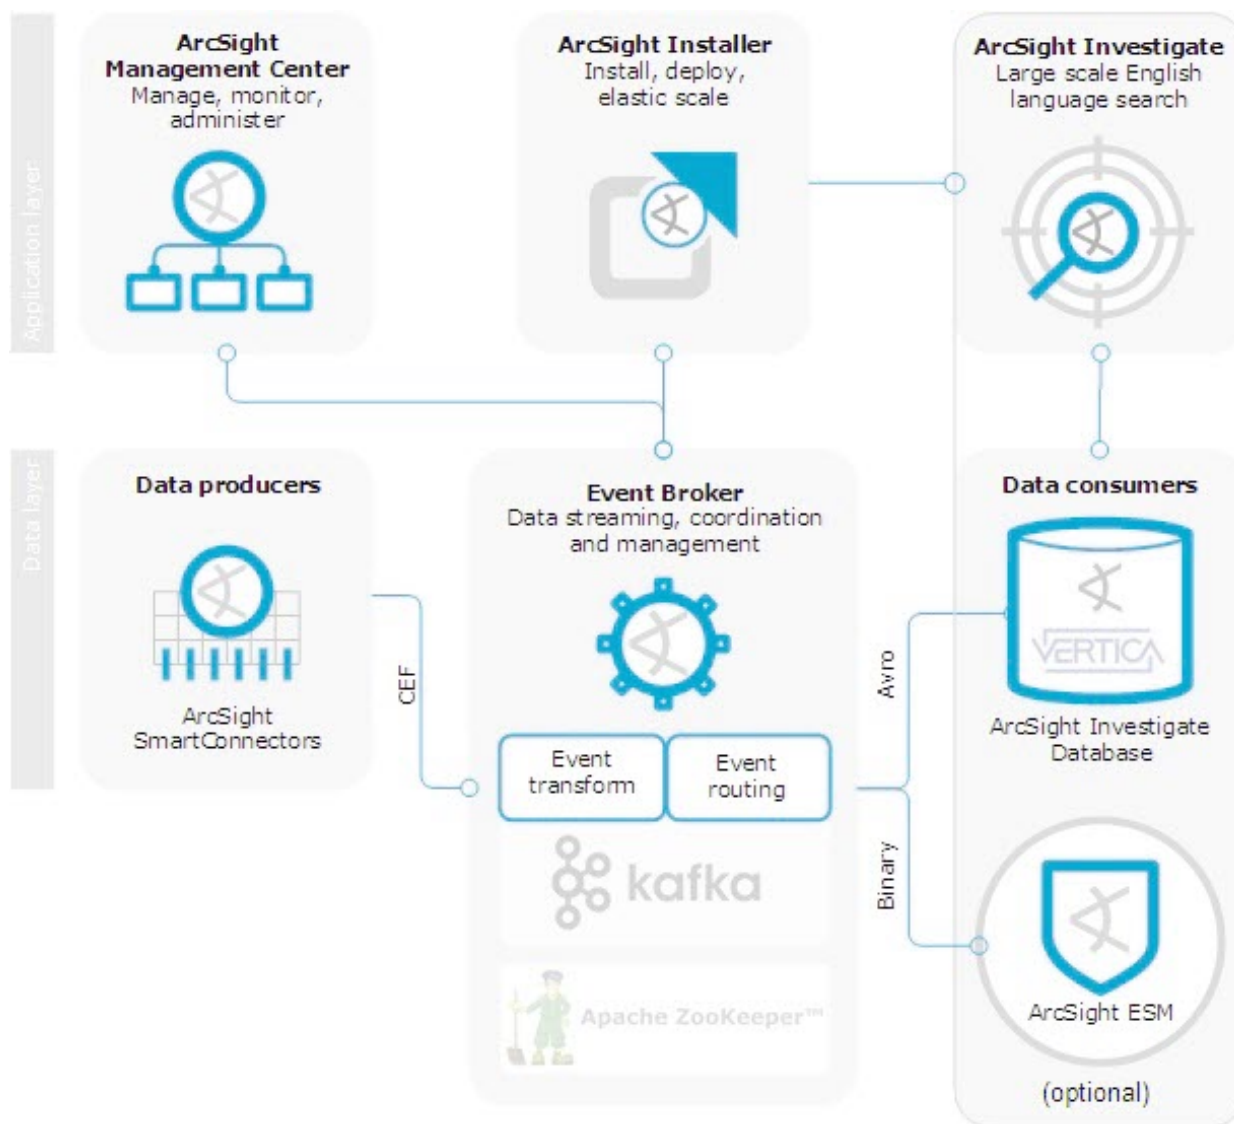 Application layer
ArcSight
Management Center
Manage, monitor,
administer
ArcSight Installer
Install, deploy,
elastic scale
ArcSight Investigate
Large scale English
language search
Data layer
Data producers
ArcSight
SmartConnectors
CEF
Event Broker
Data streaming, coordination
and management
Event
transform
Event
routing
kafka
Apache ZooKeeper™
Avro
Binary
Data consumers
VERTICA
ArcSight Investigate
Database
ArcSight ESM
(optional)